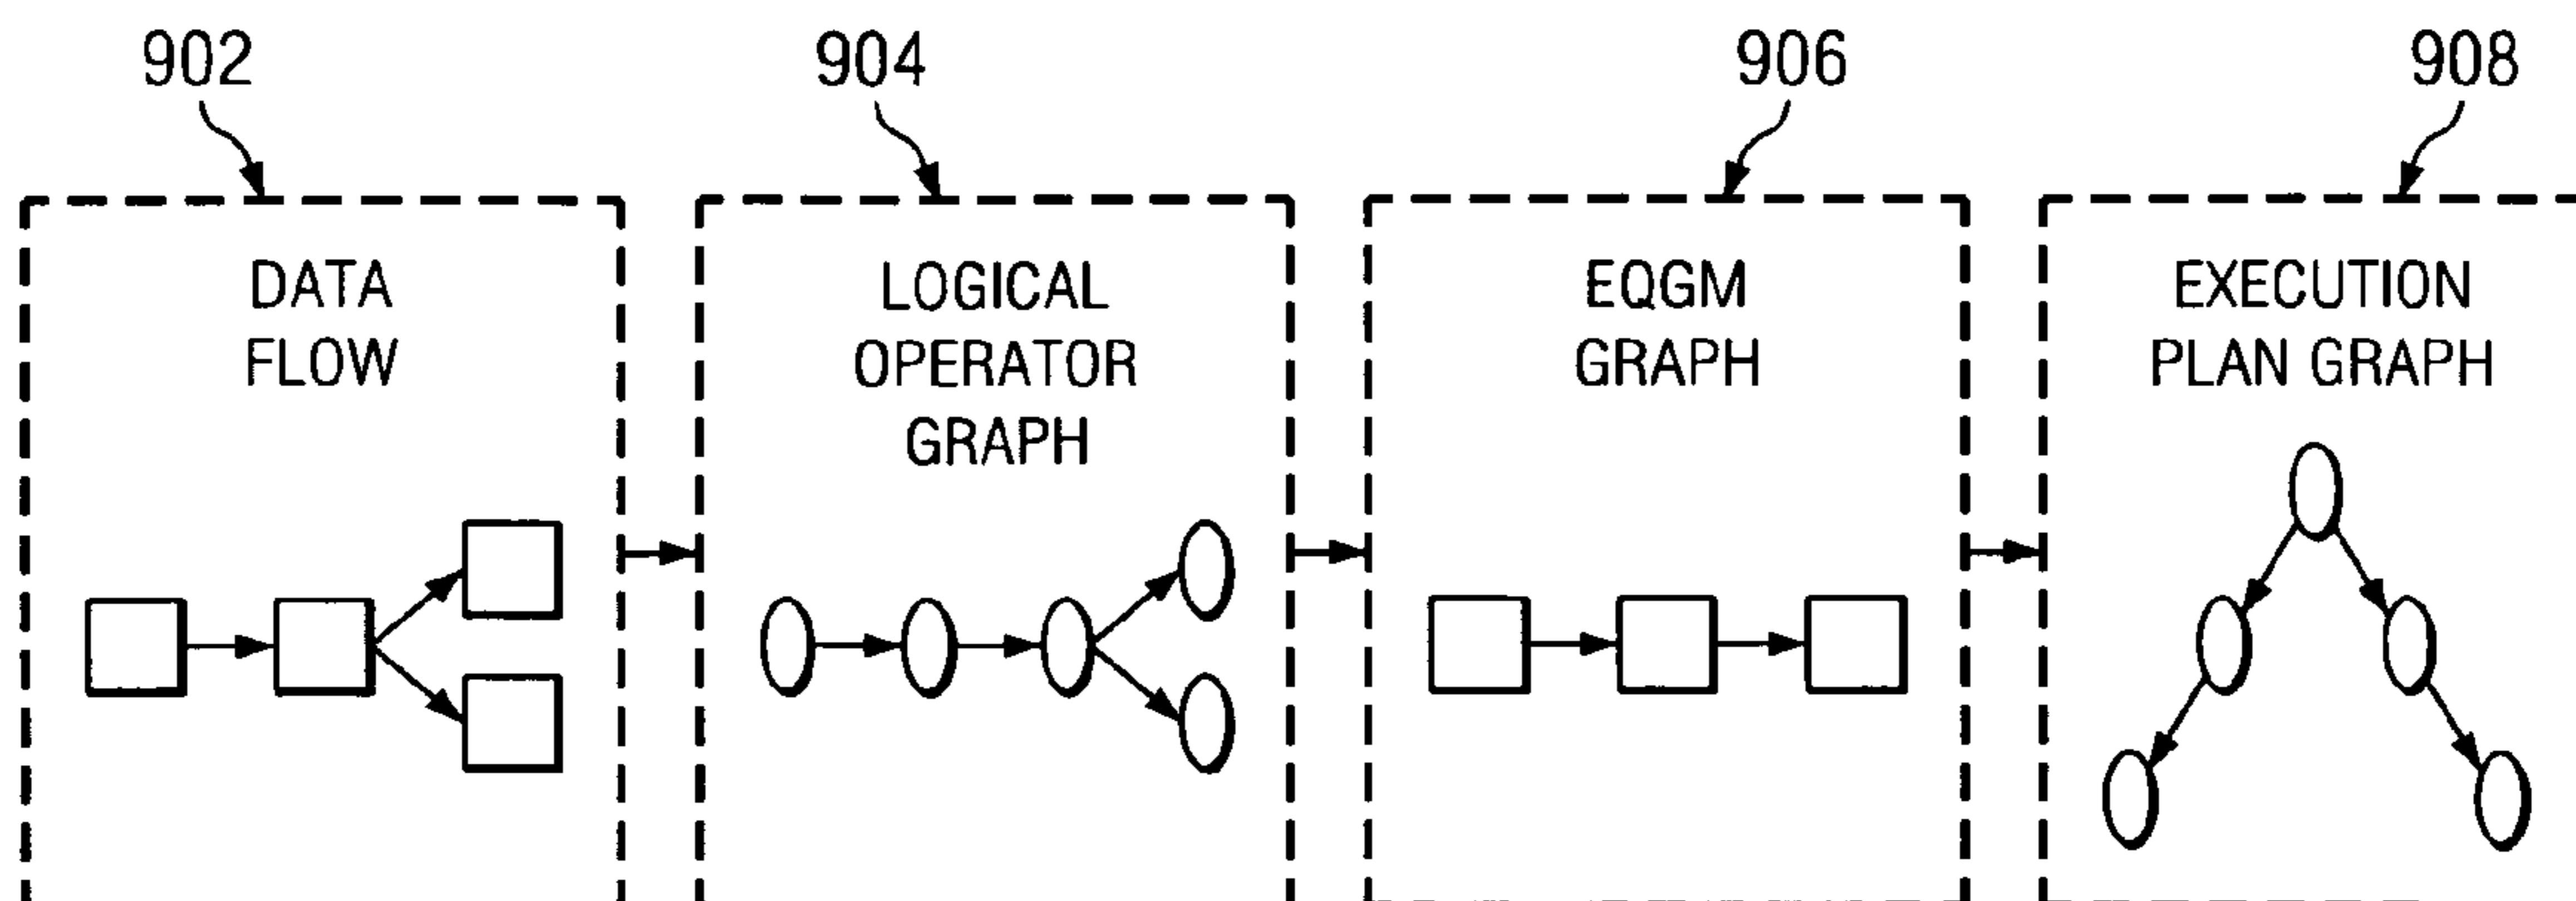 902
904
906
908
DATA
FLOW
LOGICAL
OPERATOR
GRAPH
EQGM
GRAPH
EXECUTION
PLAN GRAPH